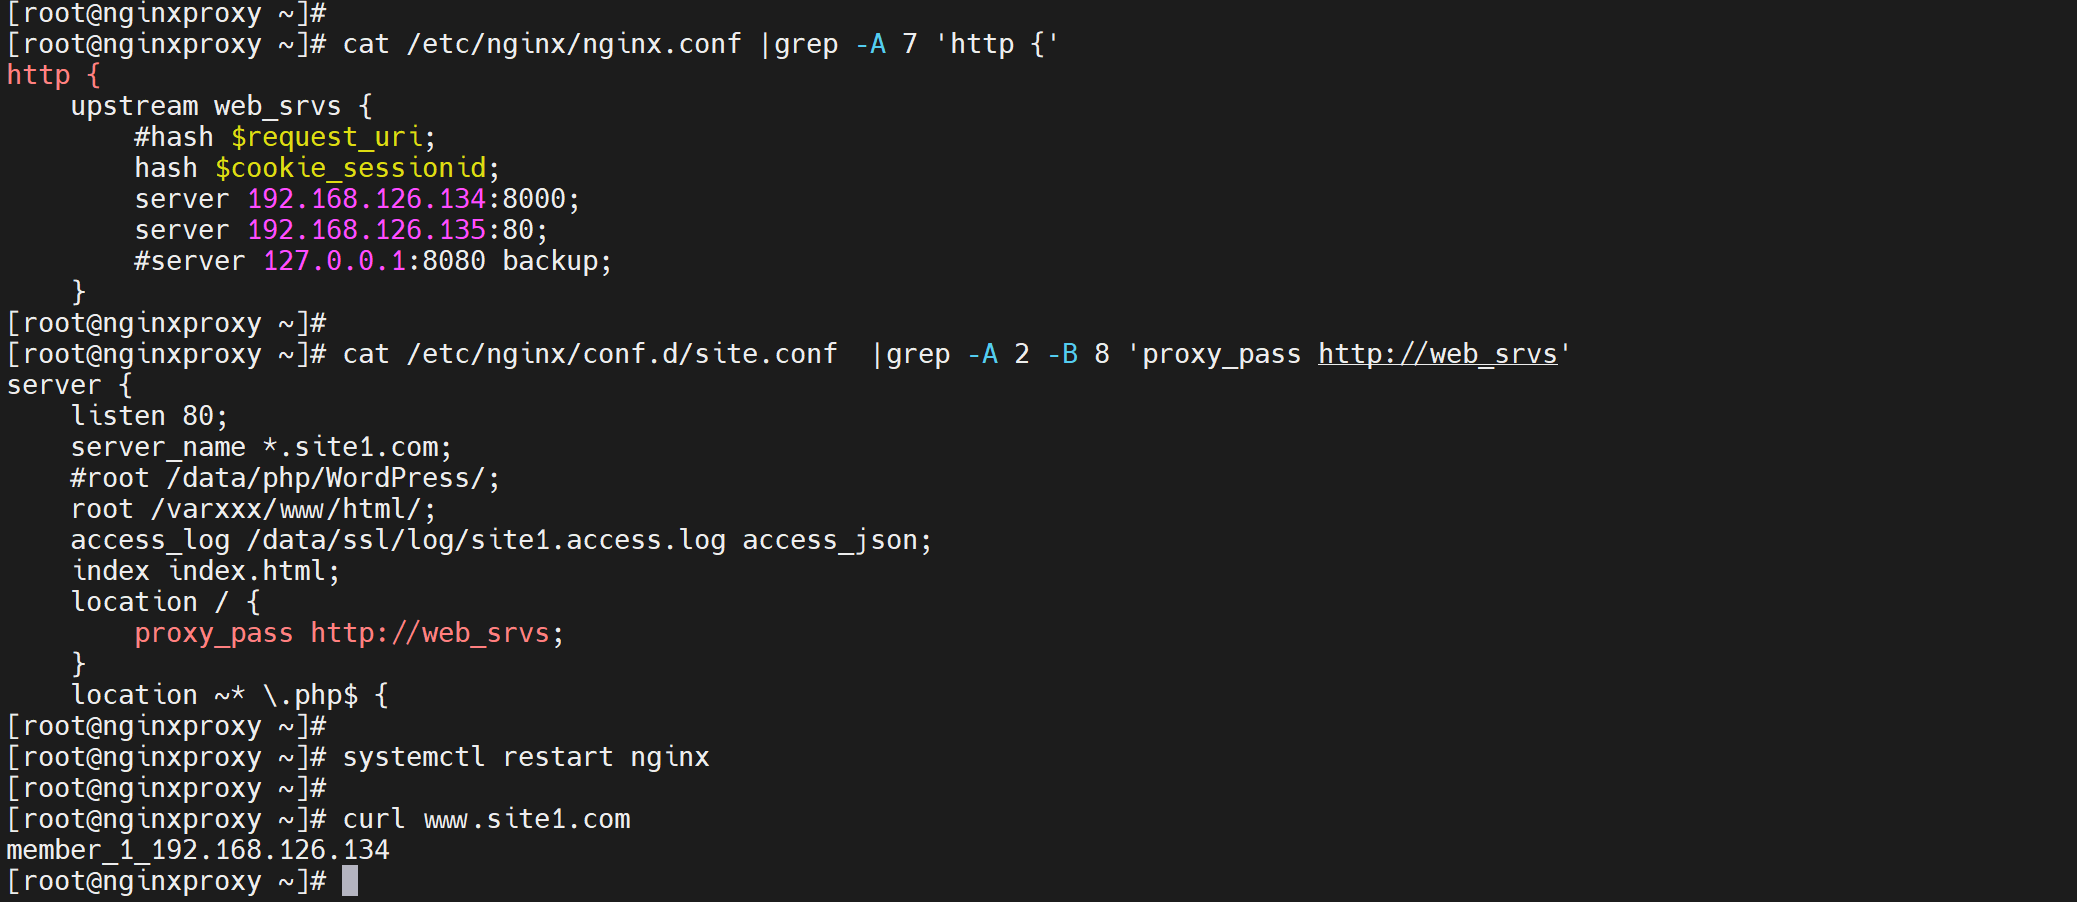 [root@nginxproxy ~]#
[root@nginxproxy ~]# cat /etc/nginx/nginx.conf |grep -A 7 'http {'
http {
    upstream web_srvs {
        #hash $request_uri;
        hash $cookie_sessionid;
        server 192.168.126.134:8000;
        server 192.168.126.135:80;
        #server 127.0.0.1:8080 backup;
    }
[root@nginxproxy ~]#
[root@nginxproxy ~]# cat /etc/nginx/conf.d/site.conf  |grep -A 2 -B 8 'proxy_pass http://web_srvs'
server {
    listen 80;
    server_name *.site1.com;
    #root /data/php/WordPress/;
    root /varxxx/www/html/;
    access_log /data/ssl/log/site1.access.log access_json;
    index index.html;
    location / {
        proxy_pass http://web_srvs;
    }
    location ~* \.php$ {
[root@nginxproxy ~]#
[root@nginxproxy ~]# systemctl restart nginx
[root@nginxproxy ~]#
[root@nginxproxy ~]# curl www.site1.com
member_1_192.168.126.134
[root@nginxproxy ~]#